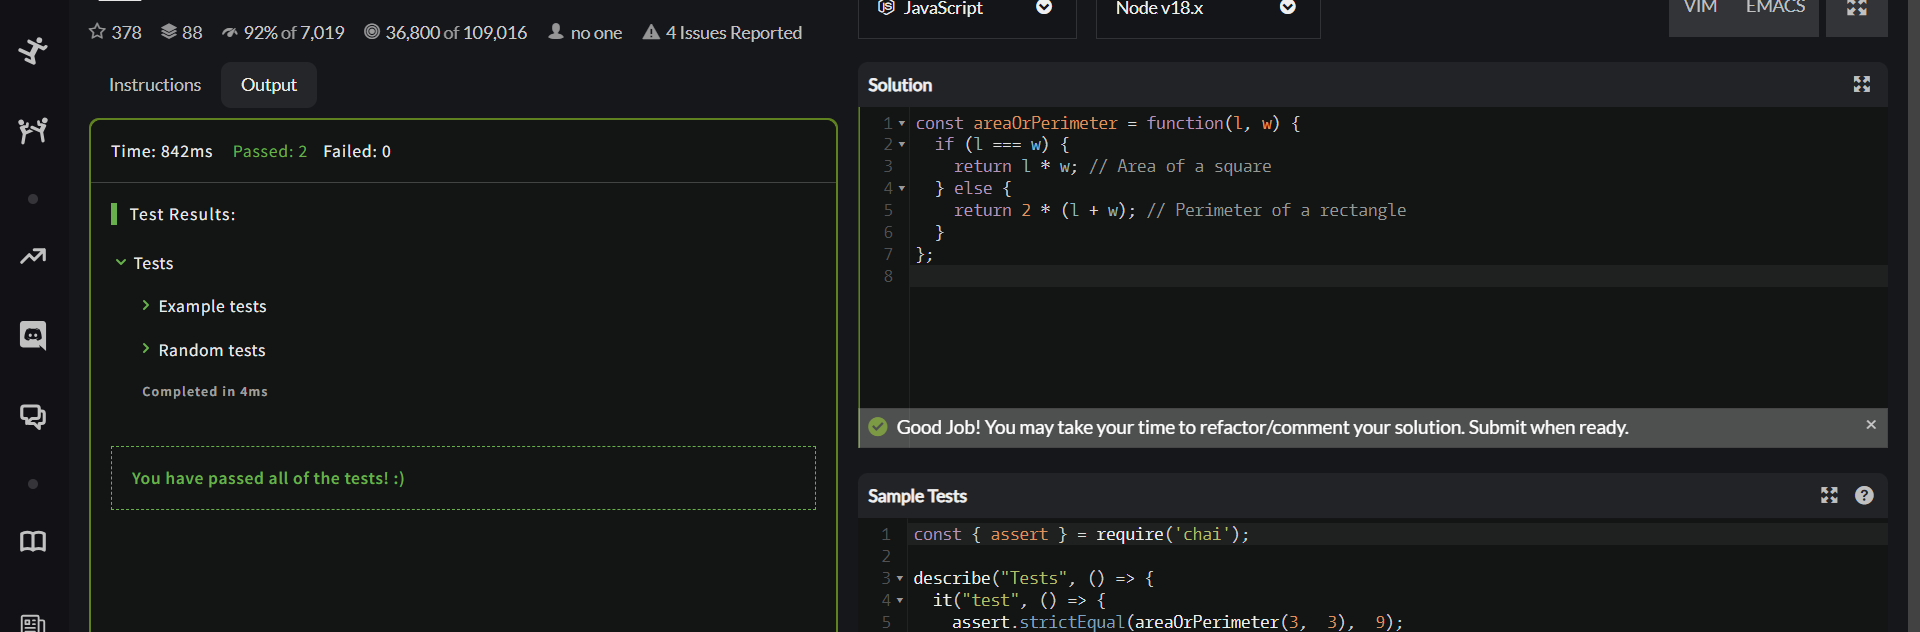 JavaScript
Node v18.x
VIM EMACS
378 88 92% of 7,019 36,800 of 109,016 no one 4 Issues Reported
Instructions Output
Time: 842ms Passed: 2 Failed: 0
Test Results:
Tests
Example tests
Random tests
Completed in 4ms
You have passed all of the tests! :)
Solution
1 const areaOrPerimeter = function(l, w) {
2 if (l === w) {
3 return l * w; // Area of a square
4 } else {
5 return 2 * (l + w); // Perimeter of a rectangle
6 }
7 };
8
Good Job! You may take your time to refactor/comment your solution. Submit when ready. ×
Sample Tests
1 const { assert } = require('chai');
2
3 describe("Tests", () => {
4 it("test", () => {
5 assert.strictEqual(areaOrPerimeter(3, 3), 9);